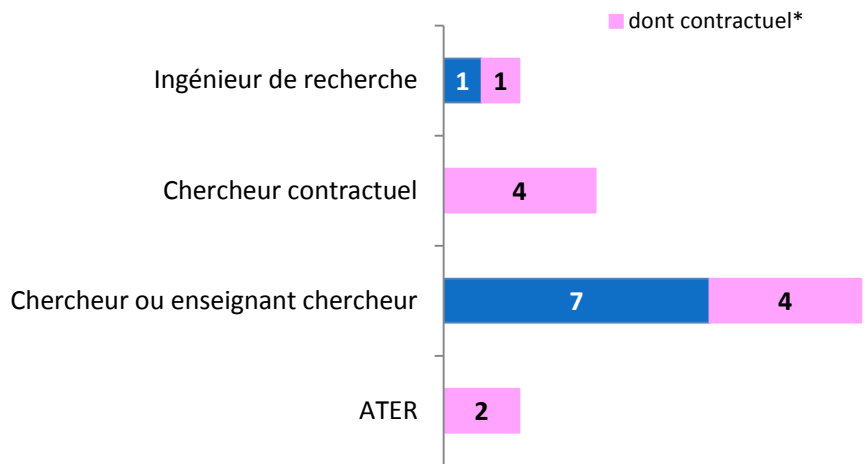 dont contractuel*
Ingénieur de recherche
1 1
Chercheur contractuel
4
Chercheur ou enseignant chercheur
7 4
ATER
2